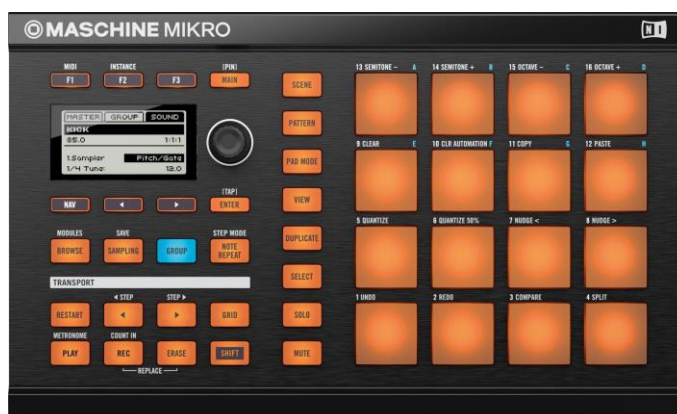 MASCHINE MIKRO
NI
MIDI INSTANCE [PIN]
F1 F2 F3 MAIN
MASTER GROUP SOUND
KICK
85.0 1:1:1
1.Sampler Pitch/Gate
1/4 Tune: 12.0
[TAP]
NAV ◄ ► ENTER
MODULES SAVE STEP MODE
BROWSE SAMPLING GROUP NOTE REPEAT
TRANSPORT
◄ STEP STEP ►
RESTART ◄ ► GRID
METRONOME COUNT IN
PLAY REC ERASE SHIFT
REPLACE
SCENE
PATTERN
PAD MODE
VIEW
DUPLICATE
SELECT
SOLO
MUTE
13 SEMITONE – A 14 SEMITONE + B 15 OCTAVE – C 16 OCTAVE + D
9 CLEAR E 10 CLR AUTOMATION F 11 COPY G 12 PASTE H
5 QUANTIZE 6 QUANTIZE 50% 7 NUDGE < 8 NUDGE >
1 UNDO 2 REDO 3 COMPARE 4 SPLIT